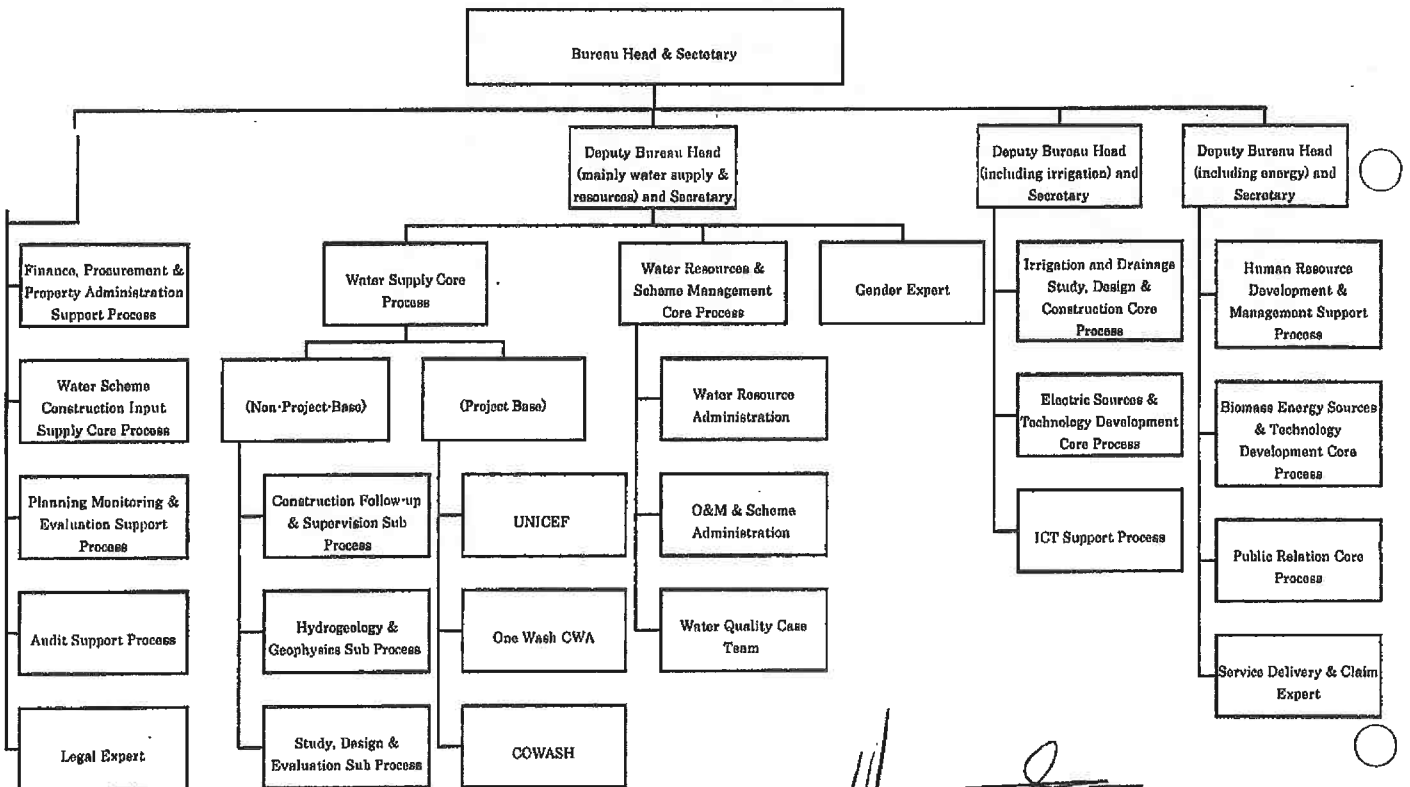 Bureau Head & Sectetary
Deputy Bureau Head
(mainly water supply &
resources) and Secretary
Deputy Bureau Head
(including irrigation) and
Secretary
Deputy Bureau Head
(including energy) and
Secretary
Finance, Procurement &
Property Administration
Support Process
Water Supply Core
Process
Water Resources &
Scheme Management
Core Process
Gender Expert
Irrigation and Drainage
Study, Design &
Construction Core
Process
Human Resource
Development &
Management Support
Process
Water Scheme
Construction Input
Supply Core Process
(Non-Project-Base)
(Project Base)
Water Resource
Administration
Electric Sources &
Technology Development
Core Process
Biomass Energy Sources
& Technology
Development Core
Process
Planning Monitoring &
Evaluation Support
Process
Construction Follow-up
& Supervision Sub
Process
UNICEF
O&M & Scheme
Administration
ICT Support Process
Public Relation Core
Process
Audit Support Process
Hydrogeology &
Geophysics Sub Process
One Wash CWA
Water Quality Case
Team
Service Delivery & Claim
Expert
Legal Expert
Study, Design &
Evaluation Sub Process
COWASH